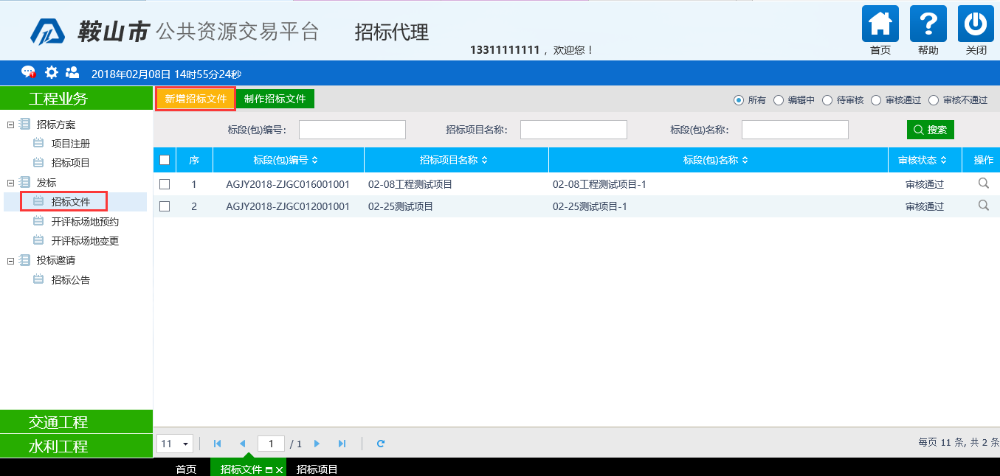 鞍山市 公共资源交易平台 招标代理
13311111111 ，欢迎您！
首页 帮助 关闭
2018年02月08日 14时55分24秒
工程业务
招标方案
项目注册
招标项目
发标
招标文件
开评标场地预约
开评标场地变更
投标邀请
招标公告
交通工程
水利工程
新增招标文件 制作招标文件 所有 编辑中 待审核 审核通过 审核不通过
标段(包)编号： 招标项目名称： 标段(包)名称： 搜索
序 标段(包)编号 招标项目名称 标段(包)名称 审核状态 操作
1 AGJY2018-ZJGC016001001 02-08工程测试项目 02-08工程测试项目-1 审核通过
2 AGJY2018-ZJGC012001001 02-25测试项目 02-25测试项目-1 审核通过
11 1 / 1 每页 11 条, 共 2 条
首页 招标文件 招标项目